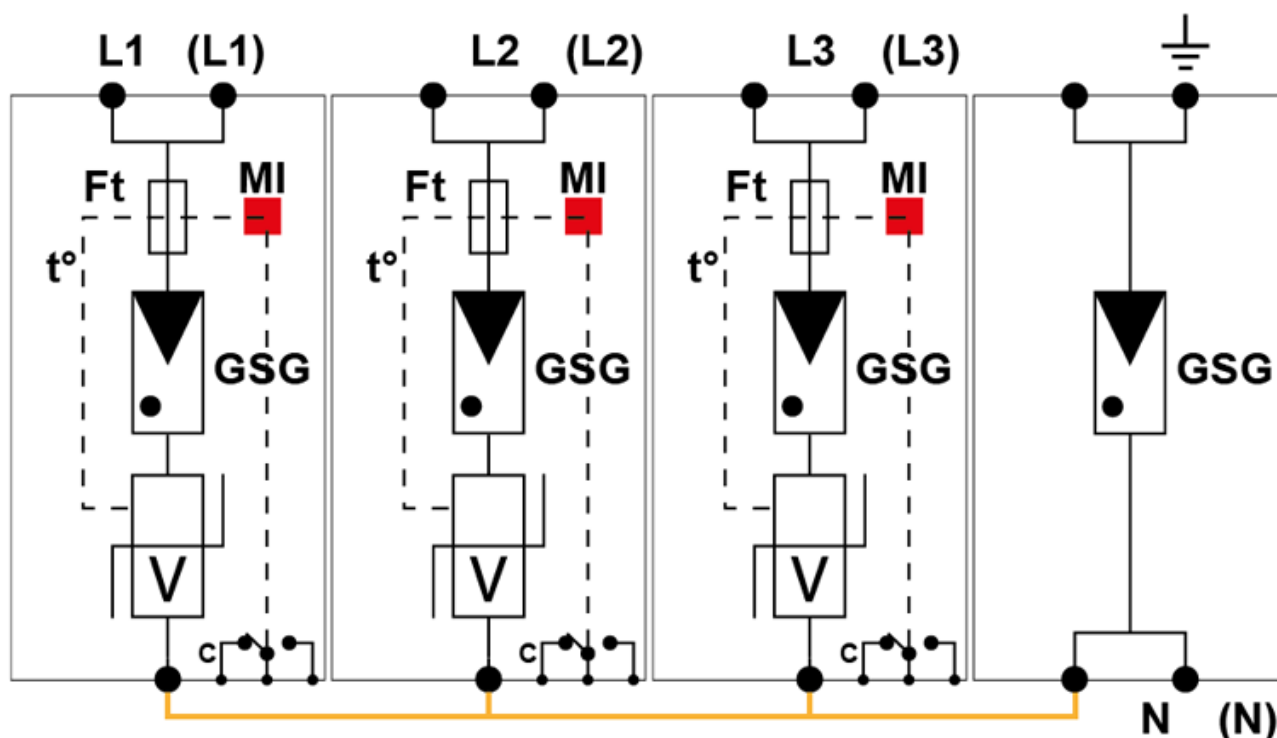 L1 (L1) L2 (L2) L3 (L3)
Ft MI Ft MI Ft MI
t° t° t°
GSG GSG GSG GSG
V V V
C C C
N (N)